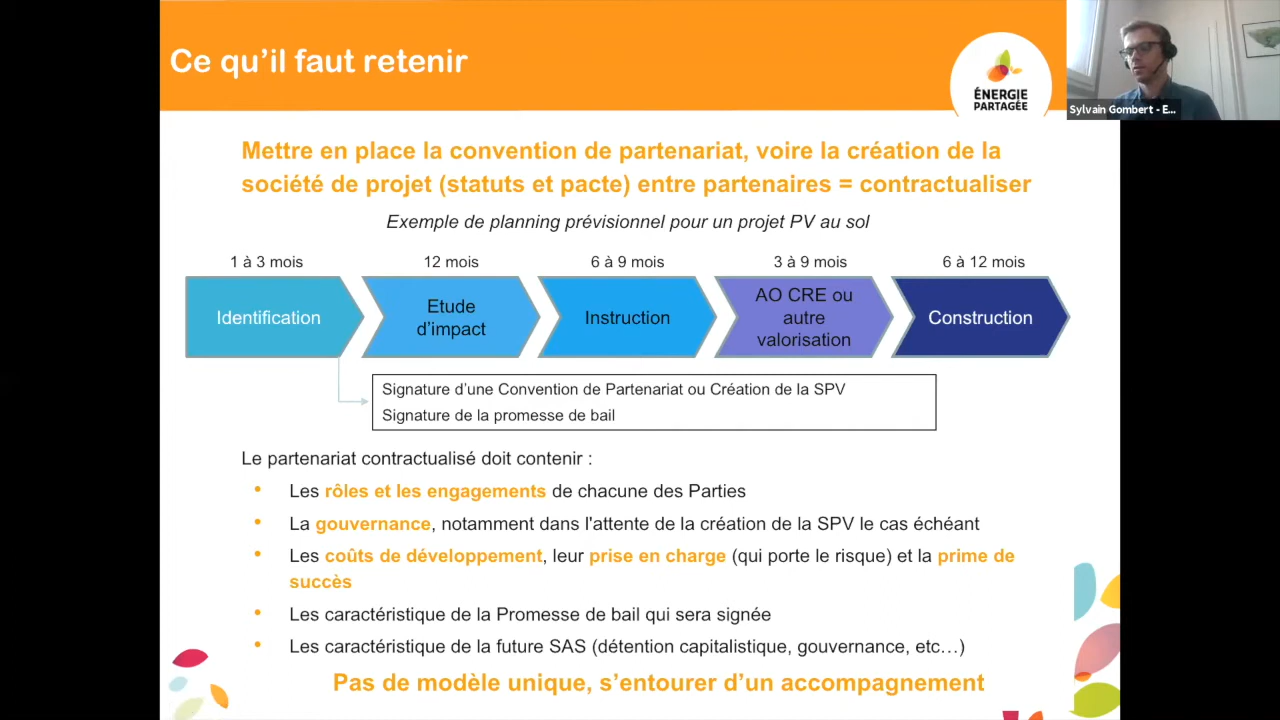 Ce qu'il faut retenir
ÉNERGIE
PARTAGÉE
Sylvain Gombert - E...
Mettre en place la convention de partenariat, voire la création de la
société de projet (statuts et pacte) entre partenaires = contractualiser
Exemple de planning prévisionnel pour un projet PV au sol
1 à 3 mois
12 mois
6 à 9 mois
3 à 9 mois
6 à 12 mois
Identification
Etude
d'impact
Instruction
AO CRE ou
autre
valorisation
Construction
Signature d'une Convention de Partenariat ou Création de la SPV
Signature de la promesse de bail
Le partenariat contractualisé doit contenir :
• Les rôles et les engagements de chacune des Parties
• La gouvernance, notamment dans l'attente de la création de la SPV le cas échéant
• Les coûts de développement, leur prise en charge (qui porte le risque) et la prime de
succès
• Les caractéristique de la Promesse de bail qui sera signée
• Les caractéristique de la future SAS (détention capitalistique, gouvernance, etc…)
Pas de modèle unique, s'entourer d'un accompagnement